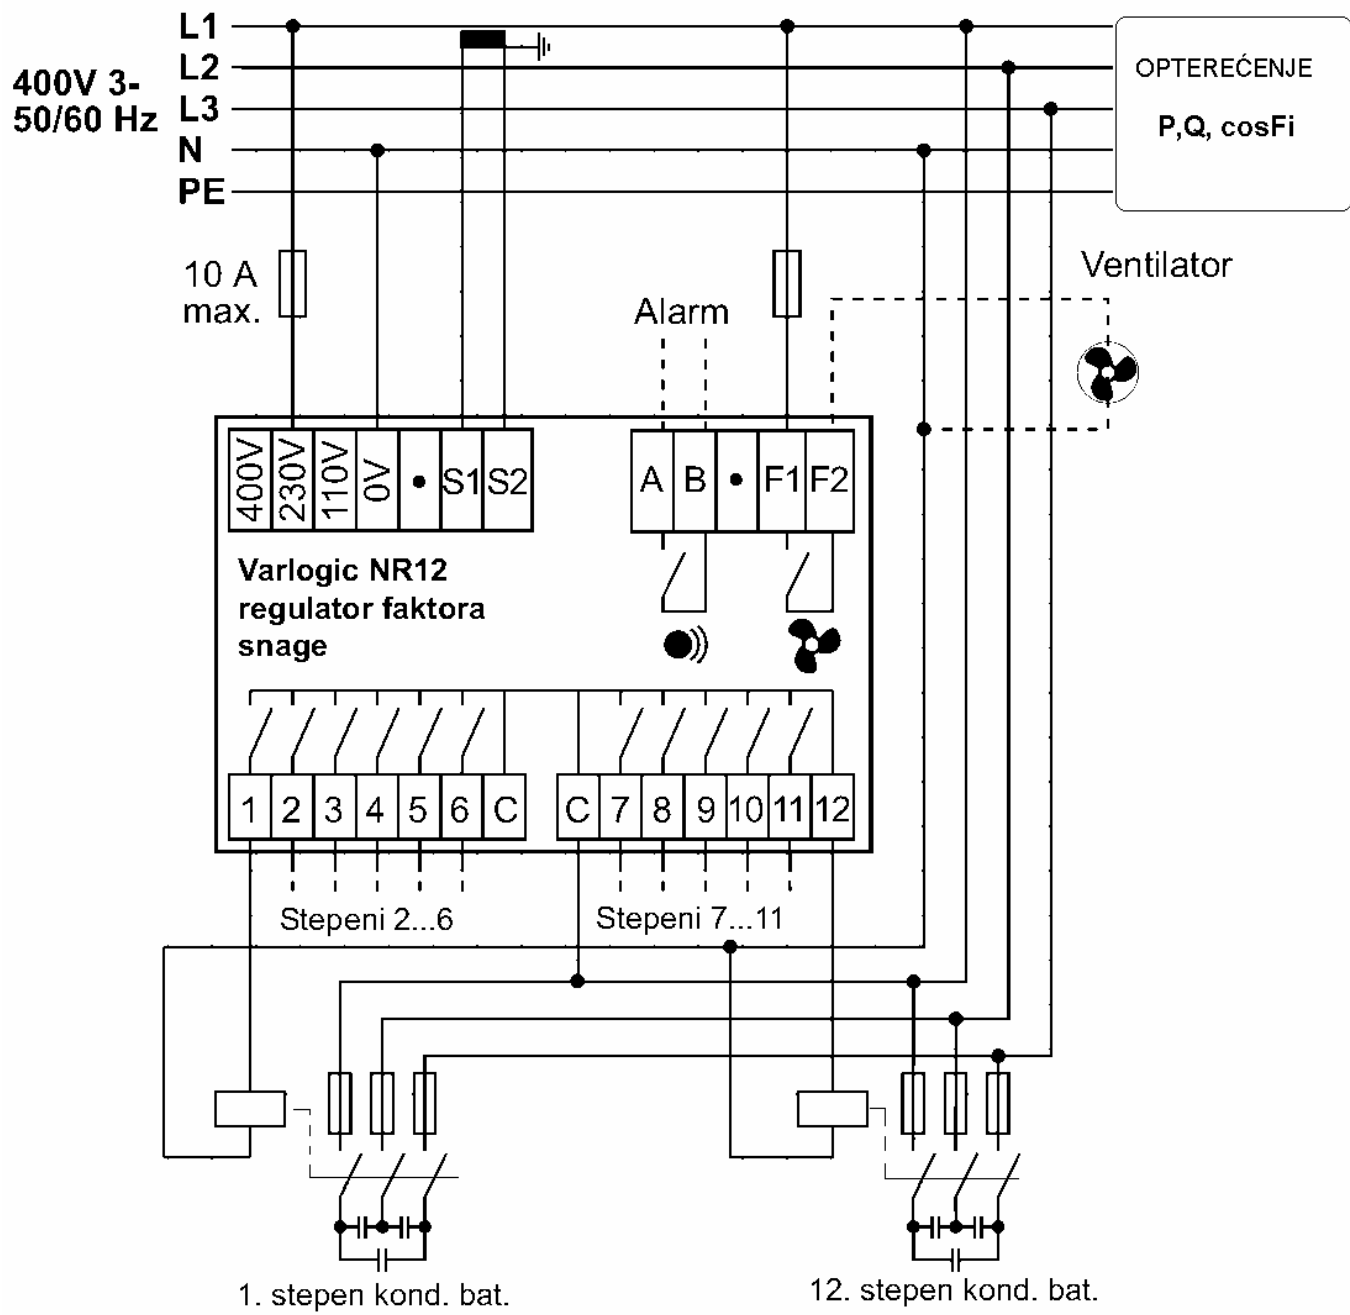 L1
L2
L3
N
PE
400V 3-
50/60 Hz
OPTEREĆENJE
P,Q, cosFi
10 A
max.
Alarm
Ventilator
400V 230V 110V 0V • S1 S2
A B • F1 F2
Varlogic NR12
regulator faktora
snage
1 2 3 4 5 6 C
C 7 8 9 10 11 12
Stepeni 2...6
Stepeni 7...11
1. stepen kond. bat.
12. stepen kond. bat.